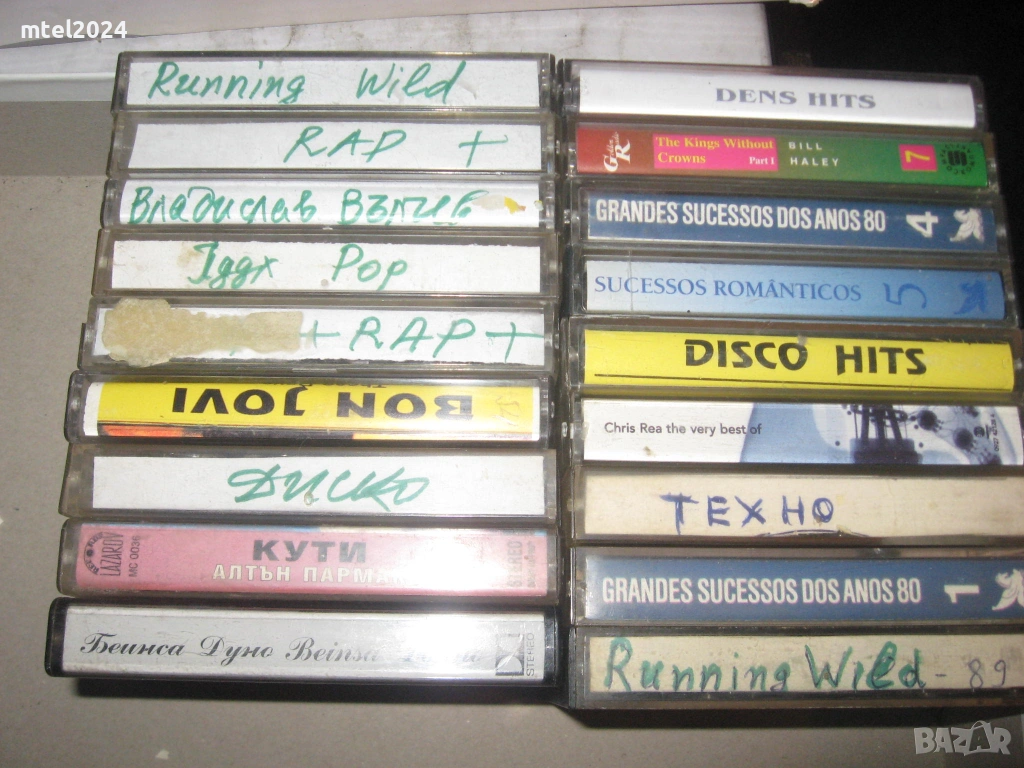 mtel2024
Running Wild
RAP +
Владислав
Iggx Pop
+ RAP +
BON JOVI
Диско
LAZAROV
MC 0036
КУТИ
АЛТЪН ПАРМАК
STEREO
Беинса Дуно Beinsa
STEREO
DENS HITS
The Kings Without
Crowns Part I
BILL
HALEY
7
GRANDES SUCESSOS DOS ANOS 80 4
SUCESSOS ROMÂNTICOS 5
DISCO HITS
Chris Rea the very best of
ТЕХНО
GRANDES SUCESSOS DOS ANOS 80 1
Running Wild - 89
BAZAR